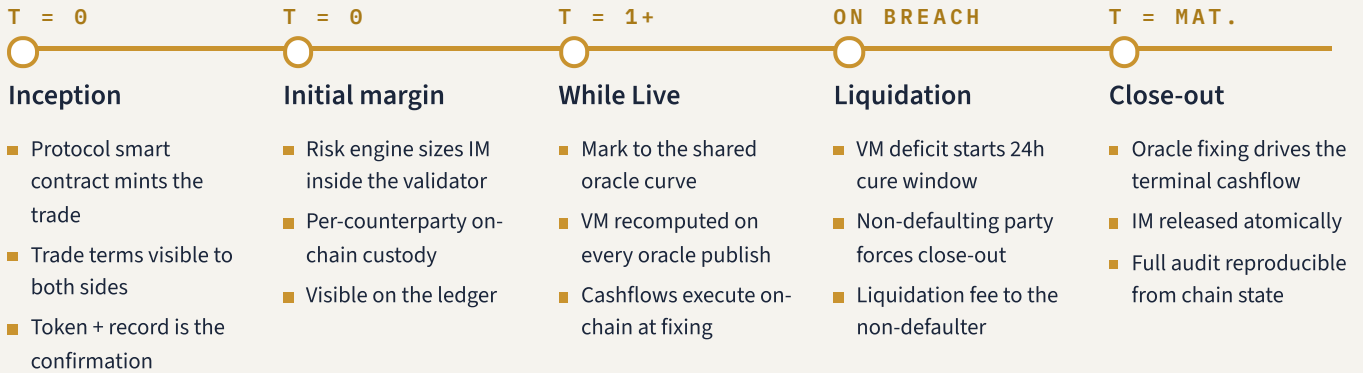 T = 0
Inception
Protocol smart
contract mints the
trade
Trade terms visible to
both sides
Token + record is the
confirmation
T = 0
Initial margin
Risk engine sizes IM
inside the validator
Per-counterparty on-
chain custody
Visible on the ledger
T = 1+
While Live
Mark to the shared
oracle curve
VM recomputed on
every oracle publish
Cashflows execute on-
chain at fixing
ON BREACH
Liquidation
VM deficit starts 24h
cure window
Non-defaulting party
forces close-out
Liquidation fee to the
non-defaulter
T = MAT.
Close-out
Oracle fixing drives the
terminal cashflow
IM released atomically
Full audit reproducible
from chain state